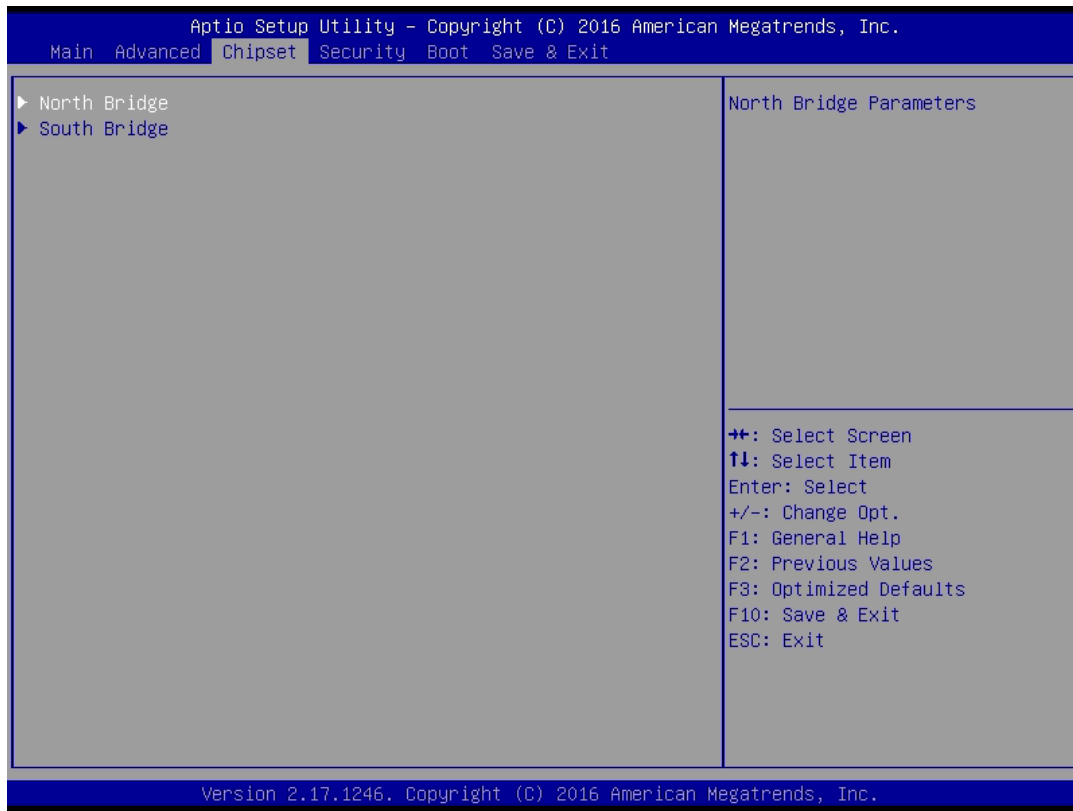 Aptio Setup Utility – Copyright (C) 2016 American Megatrends, Inc.
Main Advanced Chipset Security Boot Save & Exit
▶ North Bridge
▶ South Bridge
North Bridge Parameters
→←: Select Screen
↑↓: Select Item
Enter: Select
+/-: Change Opt.
F1: General Help
F2: Previous Values
F3: Optimized Defaults
F10: Save & Exit
ESC: Exit
Version 2.17.1246. Copyright (C) 2016 American Megatrends, Inc.